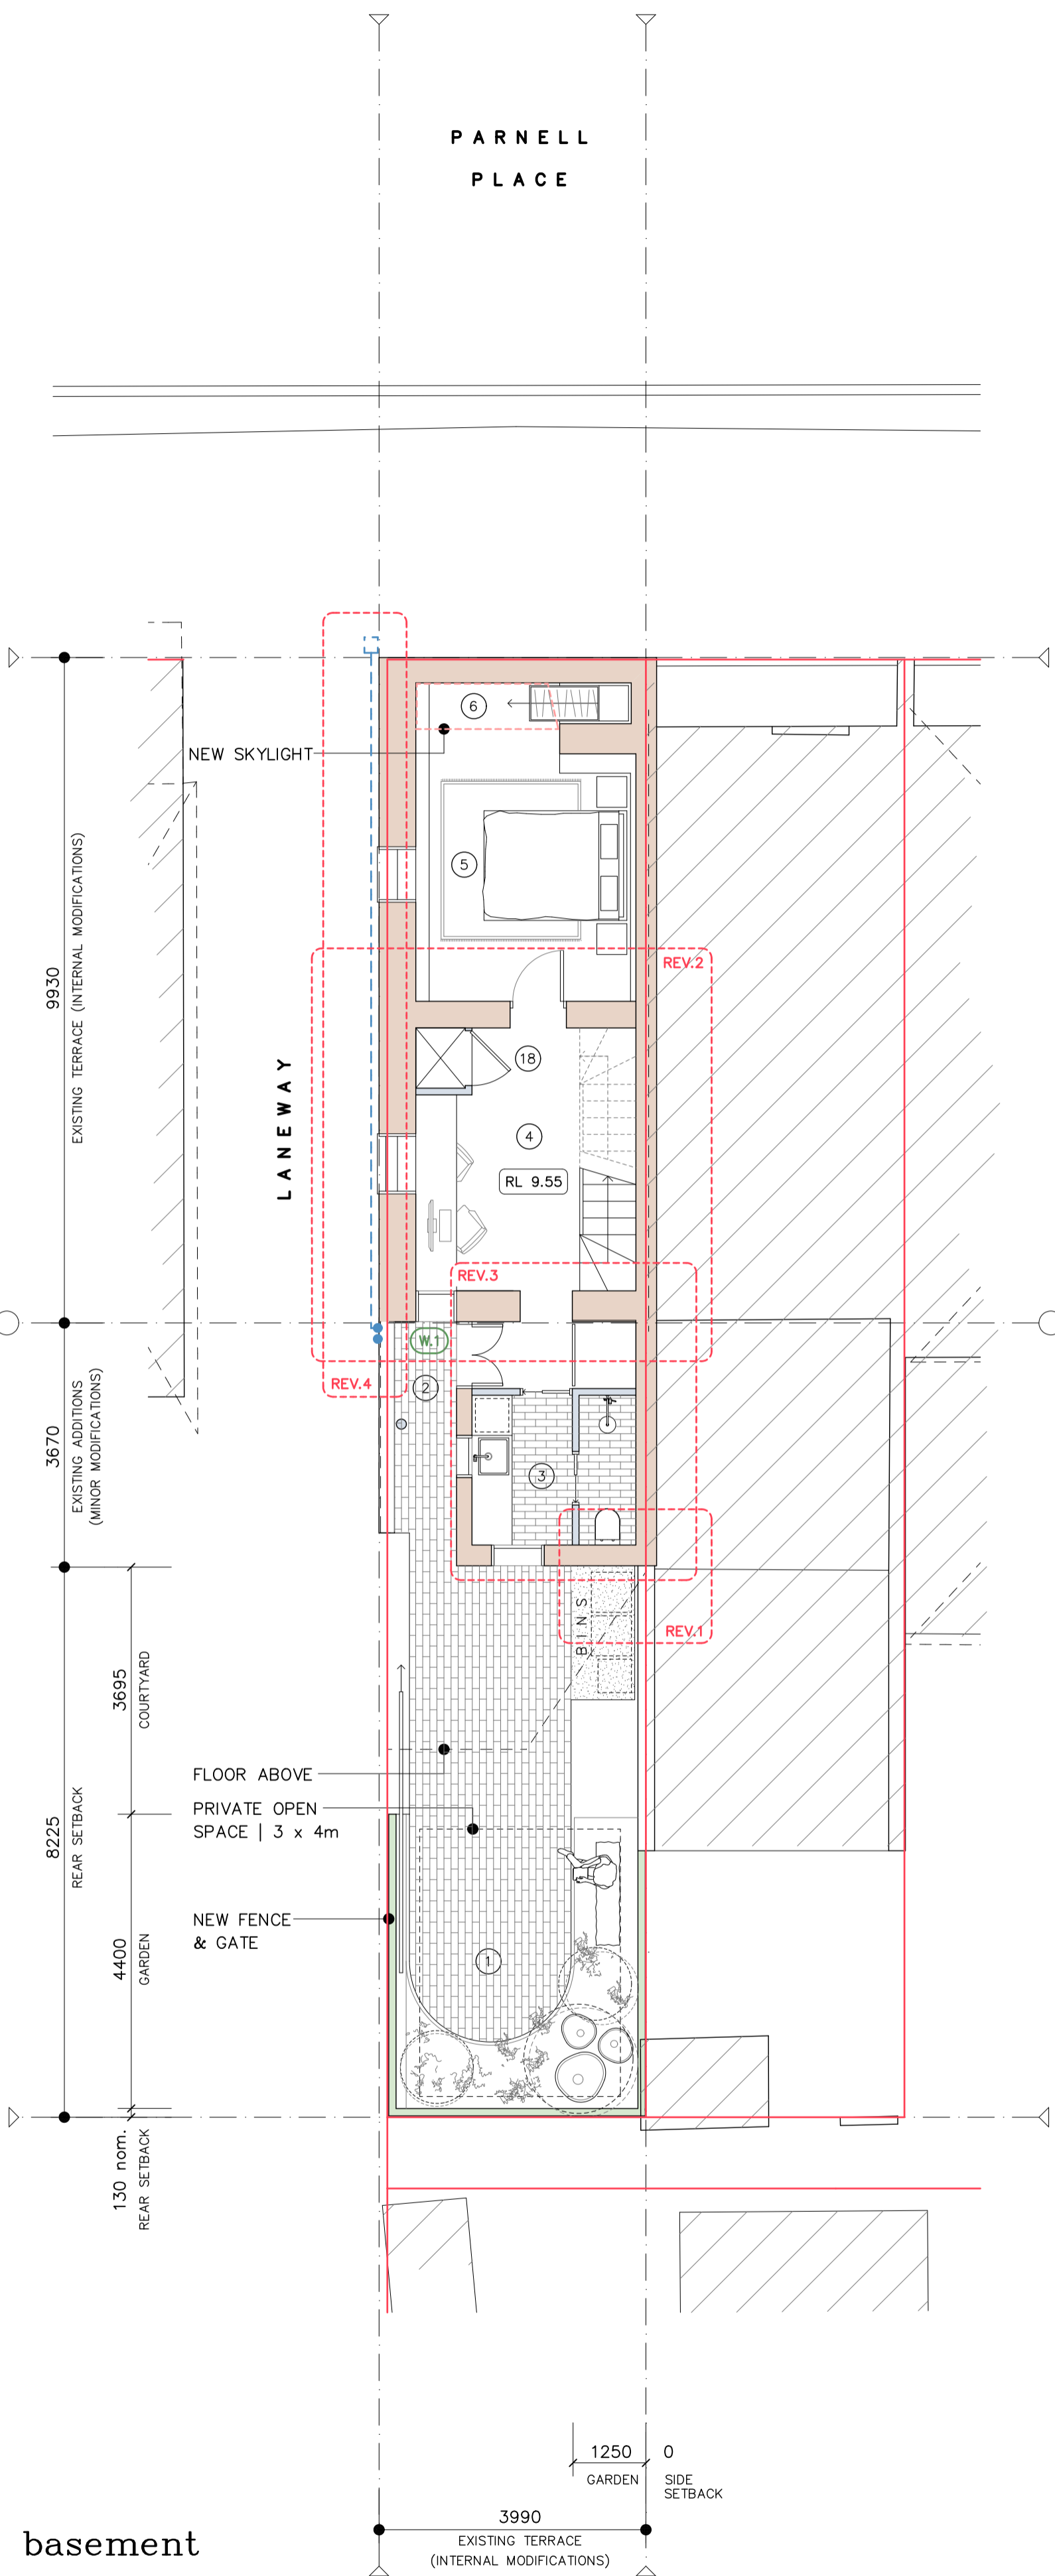 PARNELL
PLACE
6
NEW SKYLIGHT
5
9930
EXISTING TERRACE (INTERNAL MODIFICATIONS)
REV.2
LANEWAY
18
4
RL 9.55
REV.3
W.1
REV.4
2
3670
EXISTING ADDITIONS
(MINOR MODIFICATIONS)
3
BINS
REV.1
3695
COURTYARD
FLOOR ABOVE
PRIVATE OPEN
SPACE | 3 x 4m
8225
REAR SETBACK
NEW FENCE
& GATE
4400
GARDEN
1
130 nom.
REAR SETBACK
1250 0
GARDEN SIDE
SETBACK
3990
EXISTING TERRACE
(INTERNAL MODIFICATIONS)
basement